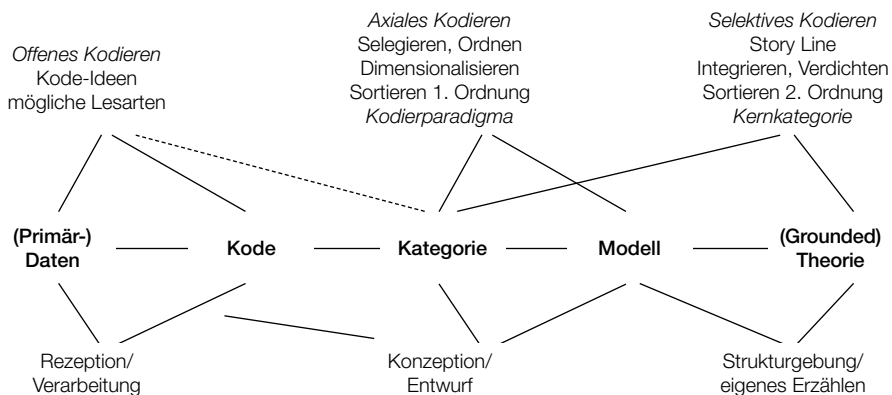 Offenes Kodieren
Kode-Ideen
mögliche Lesarten
Axiales Kodieren
Selegieren, Ordnen
Dimensionalisieren
Sortieren 1. Ordnung
Kodierparadigma
Selektives Kodieren
Story Line
Integrieren, Verdichten
Sortieren 2. Ordnung
Kernkategorie
(Primär-)
Daten
Kode
Kategorie
Modell
(Grounded)
Theorie
Rezeption/
Verarbeitung
Konzeption/
Entwurf
Strukturgebung/
eigenes Erzählen